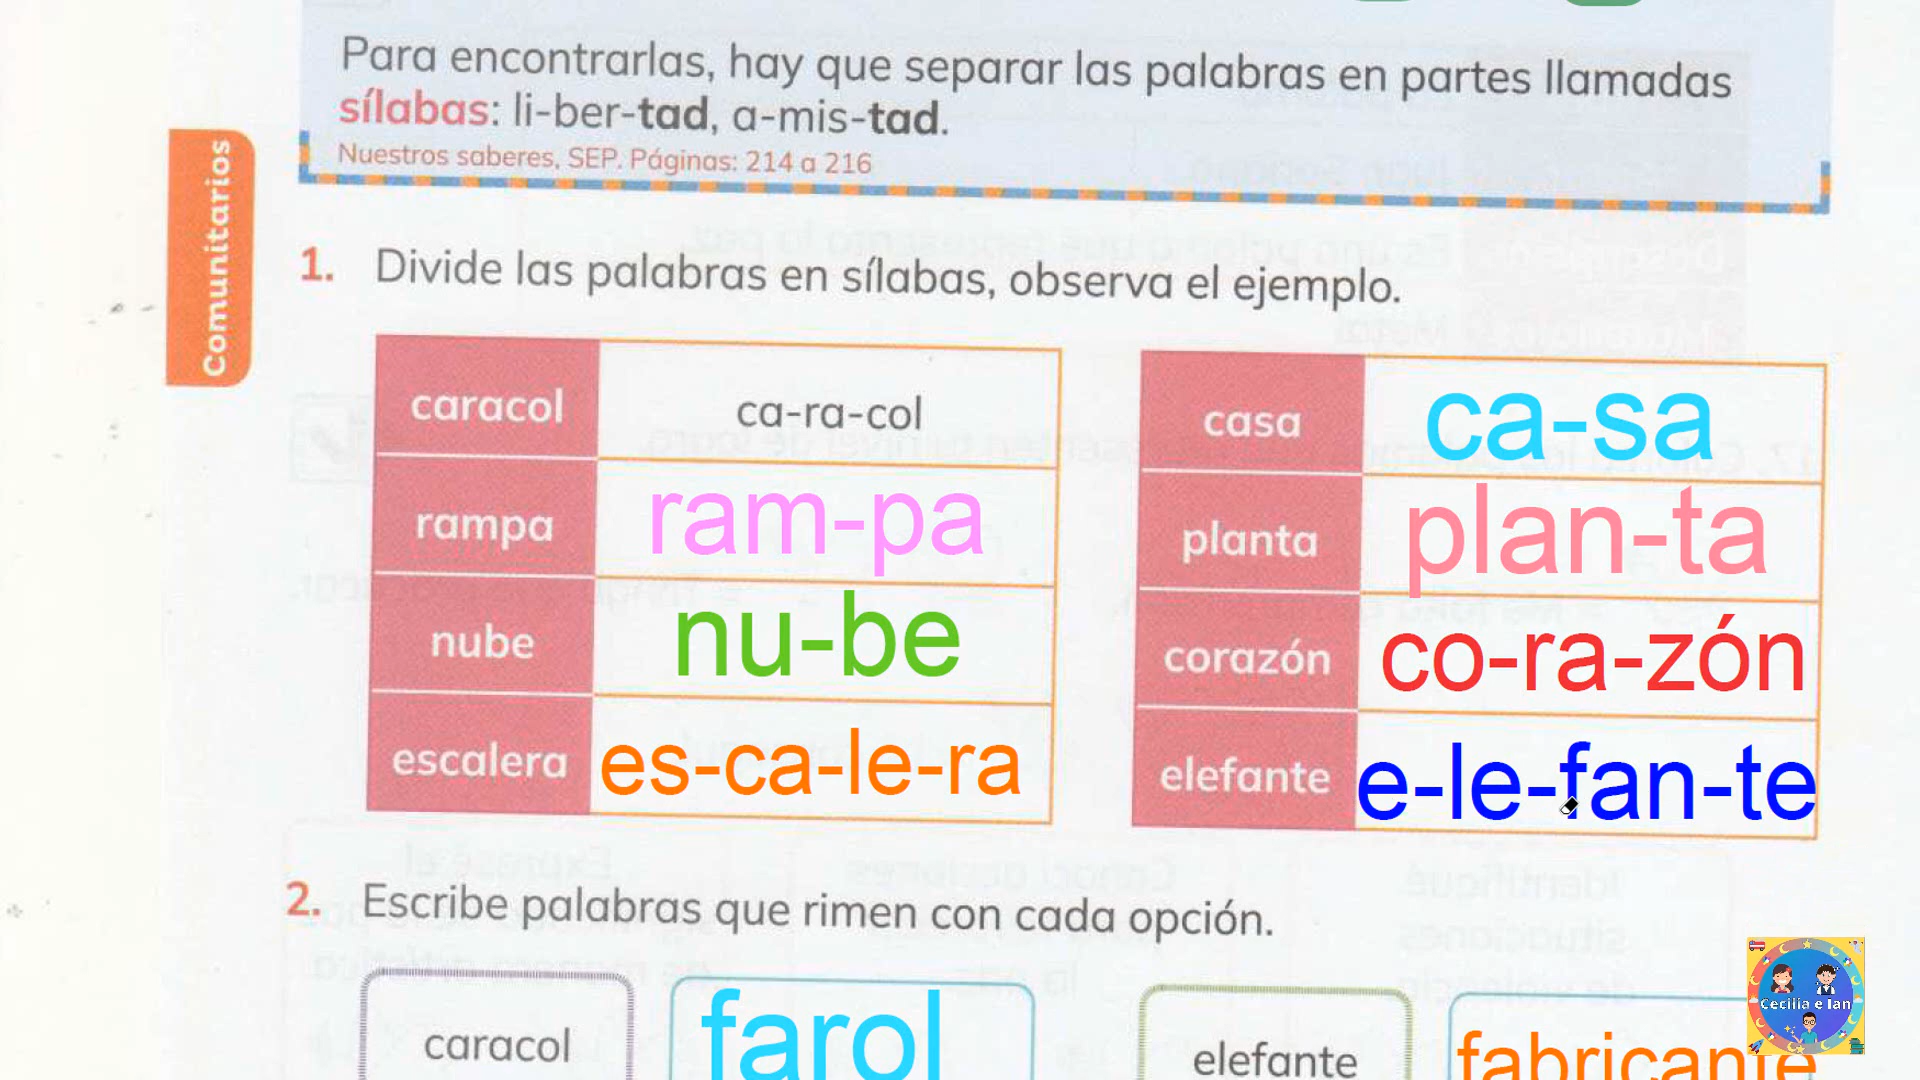 Para encontrarlas, hay que separar las palabras en partes llamadas
sílabas: li-ber-tad, a-mis-tad.
Nuestros saberes, SEP. Páginas: 214 a 216
Comunitarios
1. Divide las palabras en sílabas, observa el ejemplo.
caracol ca-ra-col
rampa ram-pa
nube nu-be
escalera es-ca-le-ra
casa ca-sa
planta plan-ta
corazón co-ra-zón
elefante e-le-fan-te
2. Escribe palabras que rimen con cada opción.
caracol farol elefante fabricante
Cecilia e Ian